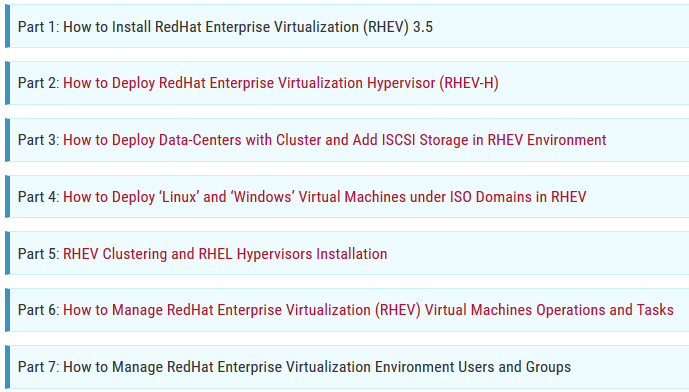 Part 1: How to Install RedHat Enterprise Virtualization (RHEV) 3.5
Part 2: How to Deploy RedHat Enterprise Virtualization Hypervisor (RHEV-H)
Part 3: How to Deploy Data-Centers with Cluster and Add ISCSI Storage in RHEV Environment
Part 4: How to Deploy ‘Linux’ and ‘Windows’ Virtual Machines under ISO Domains in RHEV
Part 5: RHEV Clustering and RHEL Hypervisors Installation
Part 6: How to Manage RedHat Enterprise Virtualization (RHEV) Virtual Machines Operations and Tasks
Part 7: How to Manage RedHat Enterprise Virtualization Environment Users and Groups